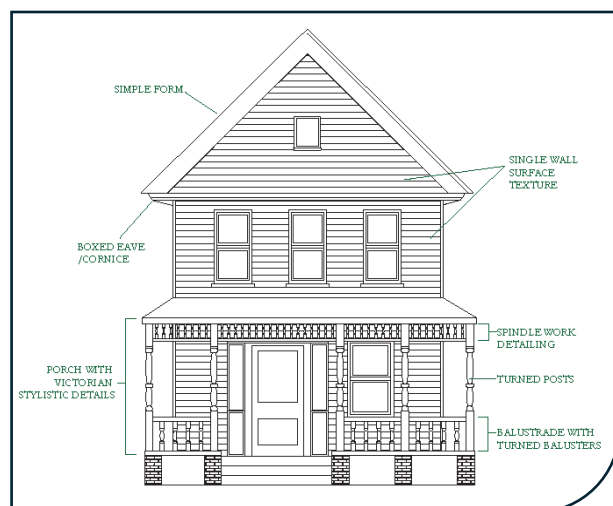 SIMPLE FORM
SINGLE WALL
SURFACE
TEXTURE
BOXED EAVE
/CORNICE
SPINDLE WORK
DETAILING
PORCH WITH
VICTORIAN
STYLISTIC DETAILS
TURNED POSTS
BALUSTRADE WITH
TURNED BALUSTERS